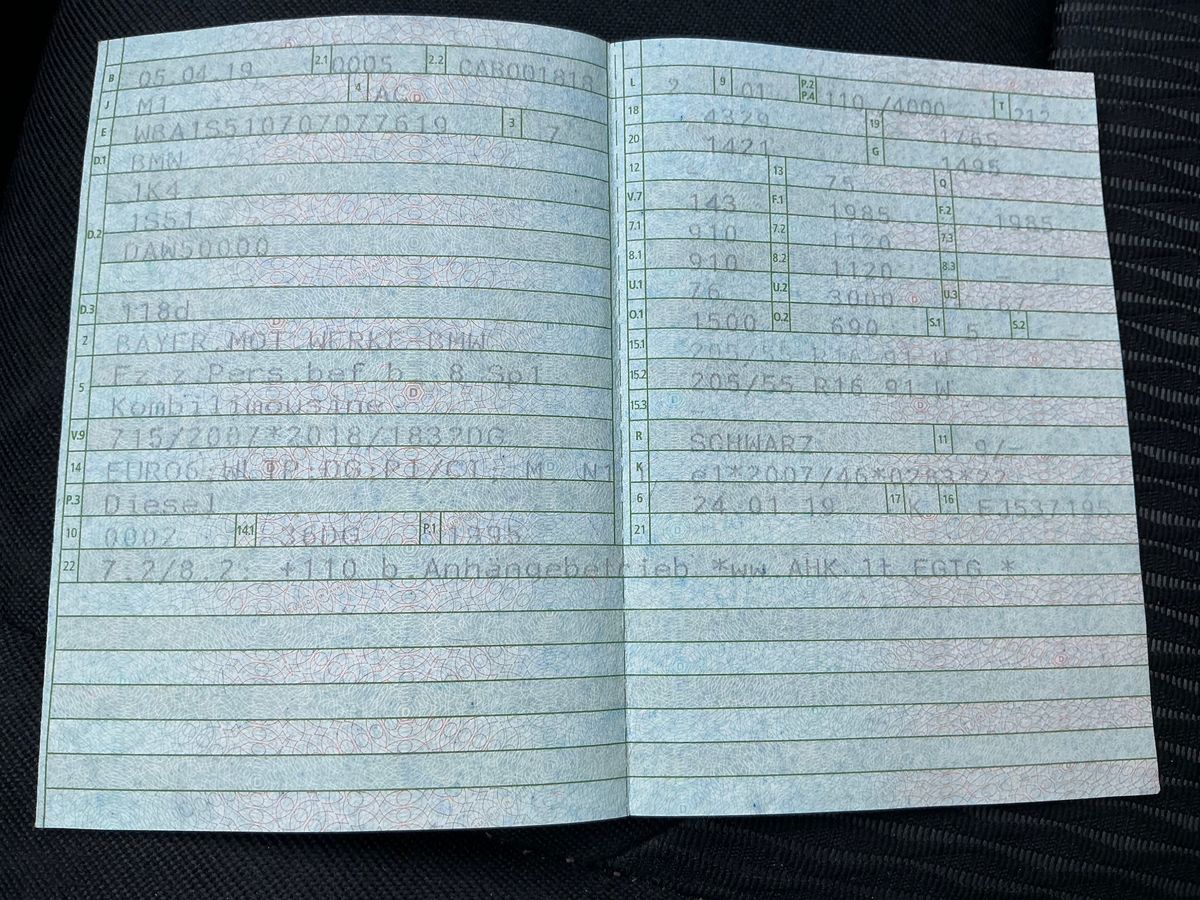 B 05.04.19 2.1 0005 2.2 CAB001818
J M1 4 AC
E WBA1S510707077619 3 7
D.1 BMW
1K4
D.2 1S51
DAW50000
D.3 118d
2 BAYER.MOT.WERKE-BMW
5 Fz.z.Pers.bef.b. 8 Spl.
Kombilimousine
V.9 715/2007*2018/1832DG
14 EURO6;WLTP;DG;PI/CI; M, N1
P.3 Diesel
10 0002 14.1 36DG P.1 1995
L 2 9 01 P.2 P.4 110 /4000 T 212
18 4329 19 1765
20 1421 G 1495
12 - 13 75 Q -
V.7 143 F.1 1985 F.2 1985
7.1 910 7.2 1120 7.3 -
8.1 910 8.2 1120 8.3 -
U.1 76 U.2 3000 U.3 67
O.1 1500 O.2 690 S.1 5 S.2 -
15.1 205/55 R16 91 W
15.2 205/55 R16 91 W
15.3 -
R SCHWARZ 11 9/-
K e1*2007/46*0283*22
6 24.01.19 17 K 16 EJ537195
21
22 7.2/8.2: +110 b.Anhängebetrieb *ww AHK lt.EGTG *